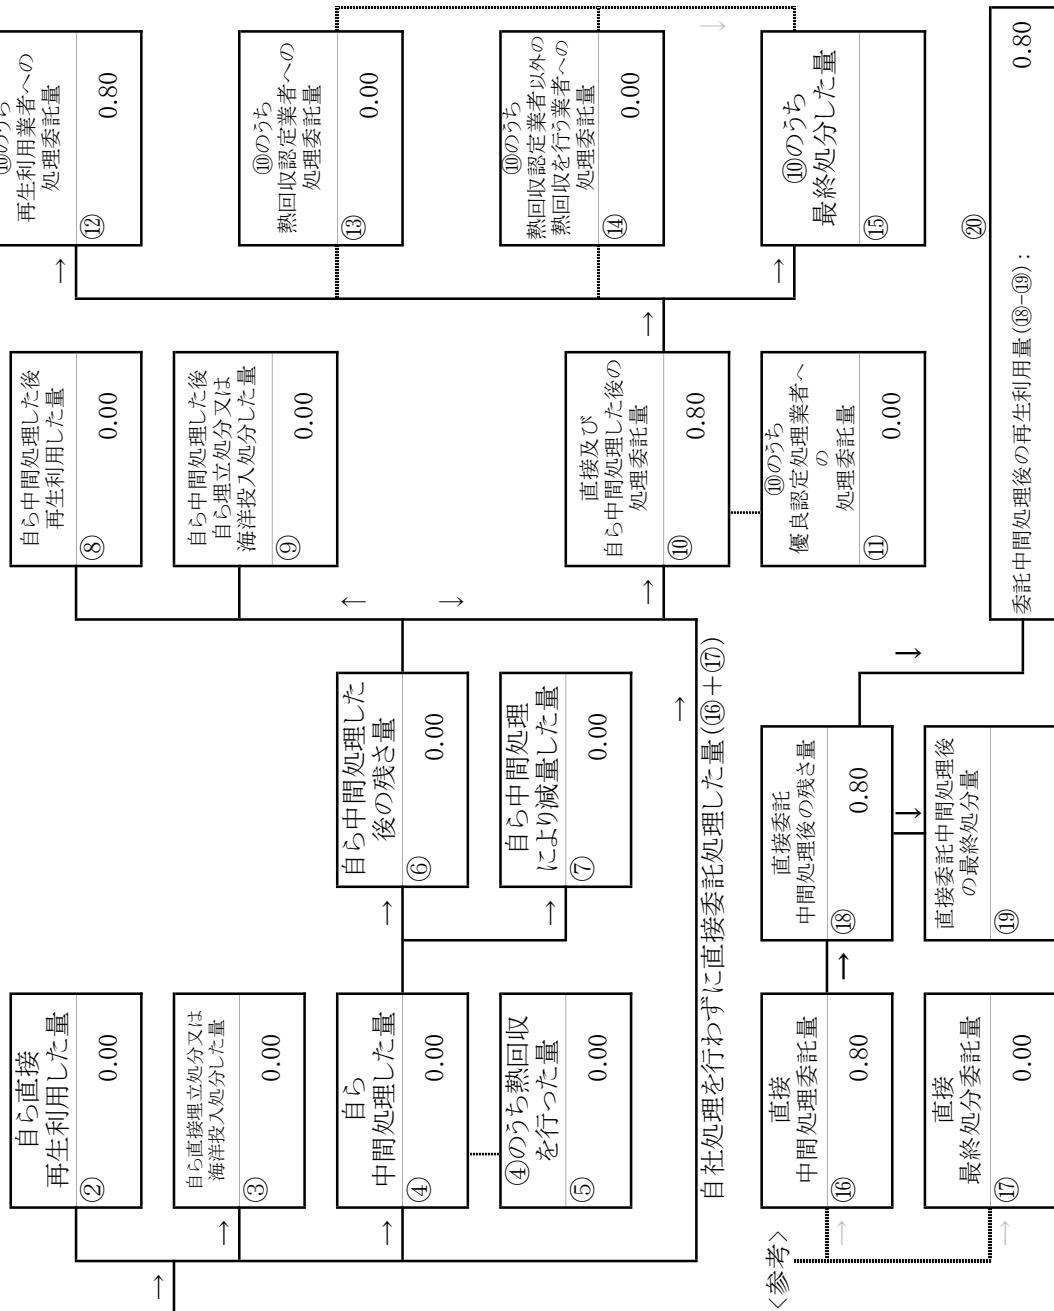 自ら直接
再生利用した量
②
0.00
自ら直接埋立処分又は
海洋投入処分した量
③
0.00
自ら
中間処理した量
④
0.00
④のうち熱回収
を行った量
⑤
0.00
自ら中間処理した
後の残さ量
⑥
0.00
自ら中間処理
により減量した量
⑦
0.00
自ら中間処理した後
再生利用した量
⑧
0.00
自ら中間処理した後
自ら埋立処分又は
海洋投入処分した量
⑨
0.00
直接及び
自ら中間処理した後の
処理委託量
⑩
0.80
⑩のうち
優良認定処理業者へ
の
処理委託量
⑪
0.00
⑩のうち
再生利用業者への
処理委託量
⑫
0.80
⑩のうち
熱回収認定業者への
処理委託量
⑬
0.00
⑩のうち
熱回収認定業者以外の
熱回収を行う業者への
処理委託量
⑭
0.00
⑩のうち
最終処分した量
⑮
自社処理を行わずに直接委託処理した量(⑯+⑰)
<参考>
直接
中間処理委託量
⑯
0.80
直接
最終処分委託量
⑰
0.00
直接委託
中間処理後の残さ量
⑱
0.80
直接委託中間処理後
の最終処分量
⑲
⑳
委託中間処理後の再生利用量(⑱-⑲):
0.80